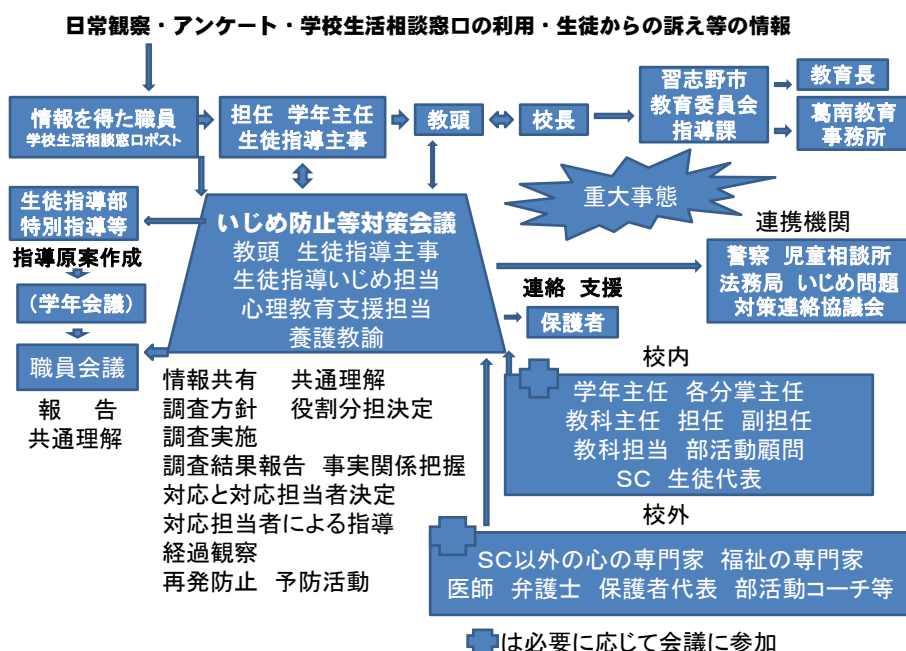 日常観察・アンケート・学校生活相談窓口の利用・生徒からの訴え等の情報
情報を得た職員
学校生活相談窓口ポスト
担任 学年主任
生徒指導主事
教頭
校長
習志野市
教育委員会
指導課
教育長
葛南教育
事務所
重大事態
生徒指導部
特別指導等
指導原案作成
(学年会議)
職員会議
報 告
共通理解
いじめ防止等対策会議
教頭 生徒指導主事
生徒指導いじめ担当
心理教育支援担当
養護教諭
連携機関
警察 児童相談所
法務局 いじめ問題
対策連絡協議会
連絡 支援
保護者
情報共有 共通理解
調査方針 役割分担決定
調査実施
調査結果報告 事実関係把握
対応と対応担当者決定
対応担当者による指導
経過観察
再発防止 予防活動
校内
学年主任 各分掌主任
教科主任 担任 副担任
教科担当 部活動顧問
SC 生徒代表
校外
SC以外の心の専門家 福祉の専門家
医師 弁護士 保護者代表 部活動コーチ等
は必要に応じて会議に参加